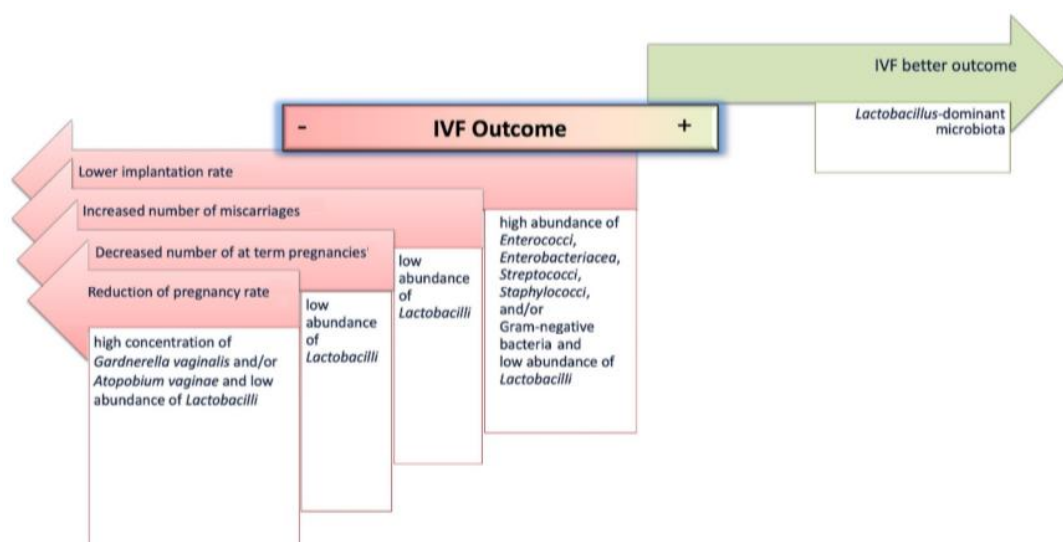 IVF better outcome
Lactobacillus-dominant
microbiota
- IVF Outcome +
Lower implantation rate
Increased number of miscarriages
Decreased number of at term pregnancies'
Reduction of pregnancy rate
high concentration of
Gardnerella vaginalis and/or
Atopobium vaginae and low
abundance of Lactobacilli
low
abundance
of
Lactobacilli
low
abundance
of
Lactobacilli
high abundance of
Enterococci,
Enterobacteriacea,
Streptococci,
Staphylococci,
and/or
Gram-negative
bacteria and
low abundance of
Lactobacilli